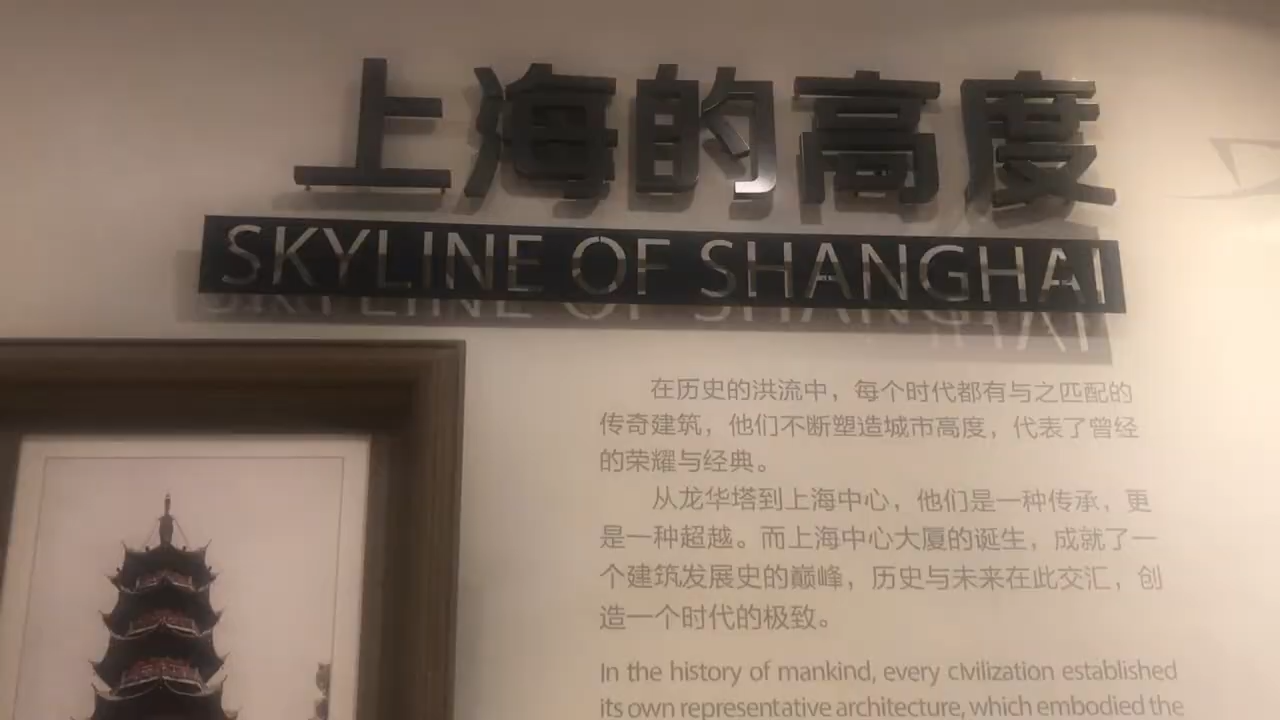 上海的高度
SKYLINE OF SHANGHAI
在历史的洪流中，每个时代都有与之匹配的
传奇建筑，他们不断塑造城市高度，代表了曾经
的荣耀与经典。
从龙华塔到上海中心，他们是一种传承，更
是一种超越。而上海中心大厦的诞生，成就了一
个建筑发展史的巅峰，历史与未来在此交汇，创
造一个时代的极致。
In the history of mankind, every civilization established
its own representative architecture, which embodied the